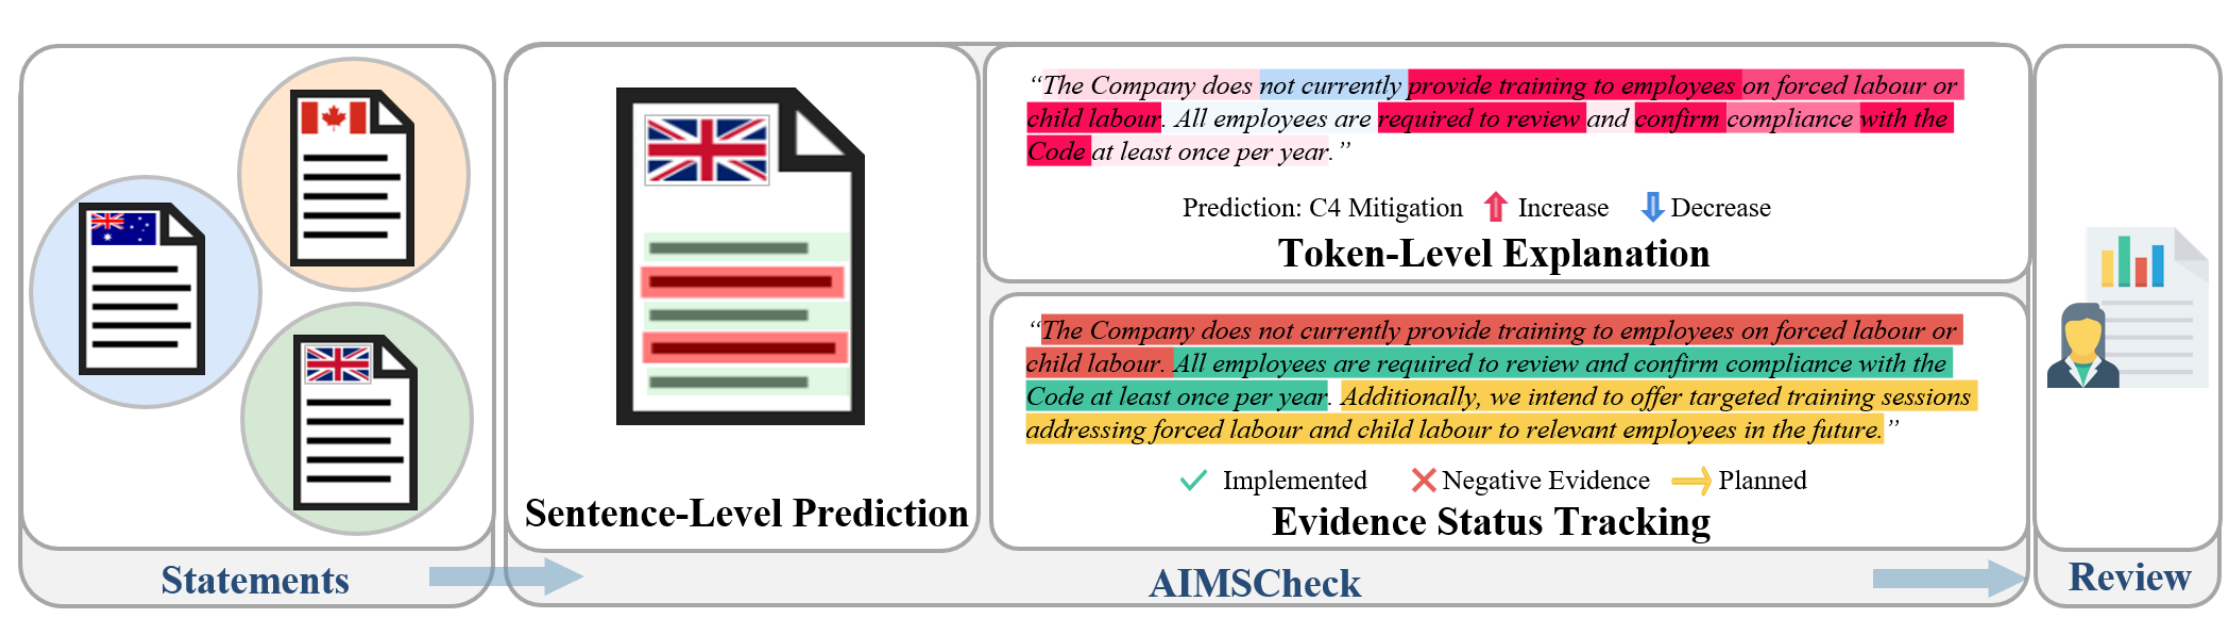 “The Company does not currently provide training to employees on forced labour or
child labour. All employees are required to review and confirm compliance with the
Code at least once per year.”
Prediction: C4 Mitigation Increase Decrease
Token-Level Explanation
“The Company does not currently provide training to employees on forced labour or
child labour. All employees are required to review and confirm compliance with the
Code at least once per year. Additionally, we intend to offer targeted training sessions
addressing forced labour and child labour to relevant employees in the future.”
Implemented Negative Evidence Planned
Sentence-Level Prediction
Evidence Status Tracking
Statements
AIMSCheck
Review